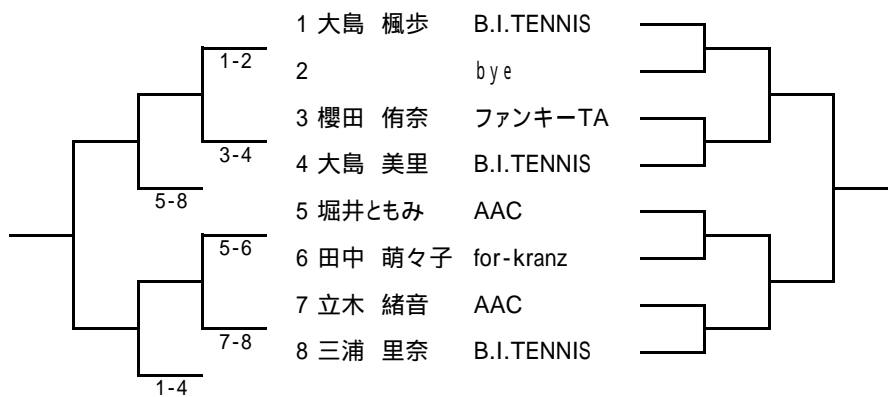 1 大島 楓歩 B.I.TENNIS
1-2
2 bye
3 櫻田 侑奈 ファンキーTA
3-4
4 大島 美里 B.I.TENNIS
5-8
5 堀井ともみ AAC
5-6
6 田中 萌々子 for-kranz
7 立木 緒音 AAC
7-8
8 三浦 里奈 B.I.TENNIS
1-4